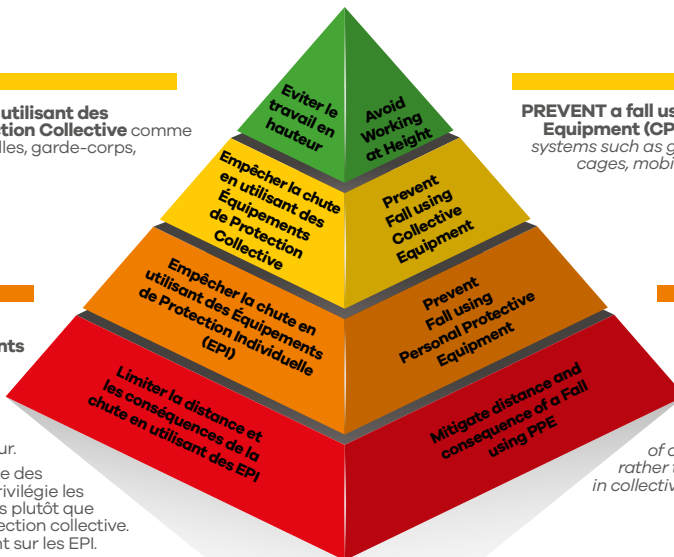 utilisant des
ction Collective comme
lles, garde-corps,
nts
ur.
e des
rivilégie les
s plutôt que
ection collective.
nt sur les EPI.
Eviter le
travail en
hauteur
Avoid
Working
at Height
Empêcher la chute
en utilisant des
Équipements
de Protection
Collective
Prevent
Fall using
Collective
Equipment
Empêcher la chute en
utilisant des Équipements
de Protection Individuelle
(EPI)
Prevent
Fall using
Personal Protective
Equipment
Limiter la distance et
les conséquences de la
chute en utilisant des EPI
Mitigate distance and
consequence of a Fall
using PPE
PREVENT a fall us
Equipment (CP
systems such as g
cages, mobi
of c
rather t
in collectiv